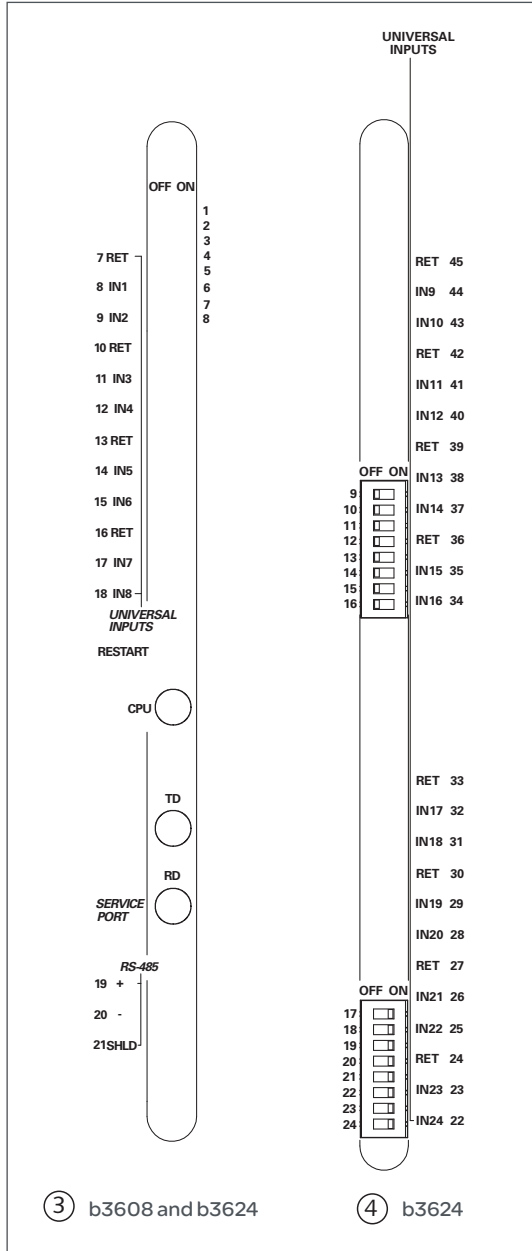 UNIVERSAL
INPUTS
OFF ON
1
2
3
4
5
6
7
8
7 RET
8 IN1
9 IN2
10 RET
11 IN3
12 IN4
13 RET
14 IN5
15 IN6
16 RET
17 IN7
18 IN8
UNIVERSAL
INPUTS
RESTART
CPU
TD
RD
SERVICE
PORT
RS-485
19 +
20 -
21 SHLD
3 b3608 and b3624
RET 45
IN9 44
IN10 43
RET 42
IN11 41
IN12 40
RET 39
IN13 38
IN14 37
RET 36
IN15 35
IN16 34
OFF ON
9
10
11
12
13
14
15
16
RET 33
IN17 32
IN18 31
RET 30
IN19 29
IN20 28
RET 27
IN21 26
IN22 25
RET 24
IN23 23
IN24 22
OFF ON
17
18
19
20
21
22
23
24
4 b3624